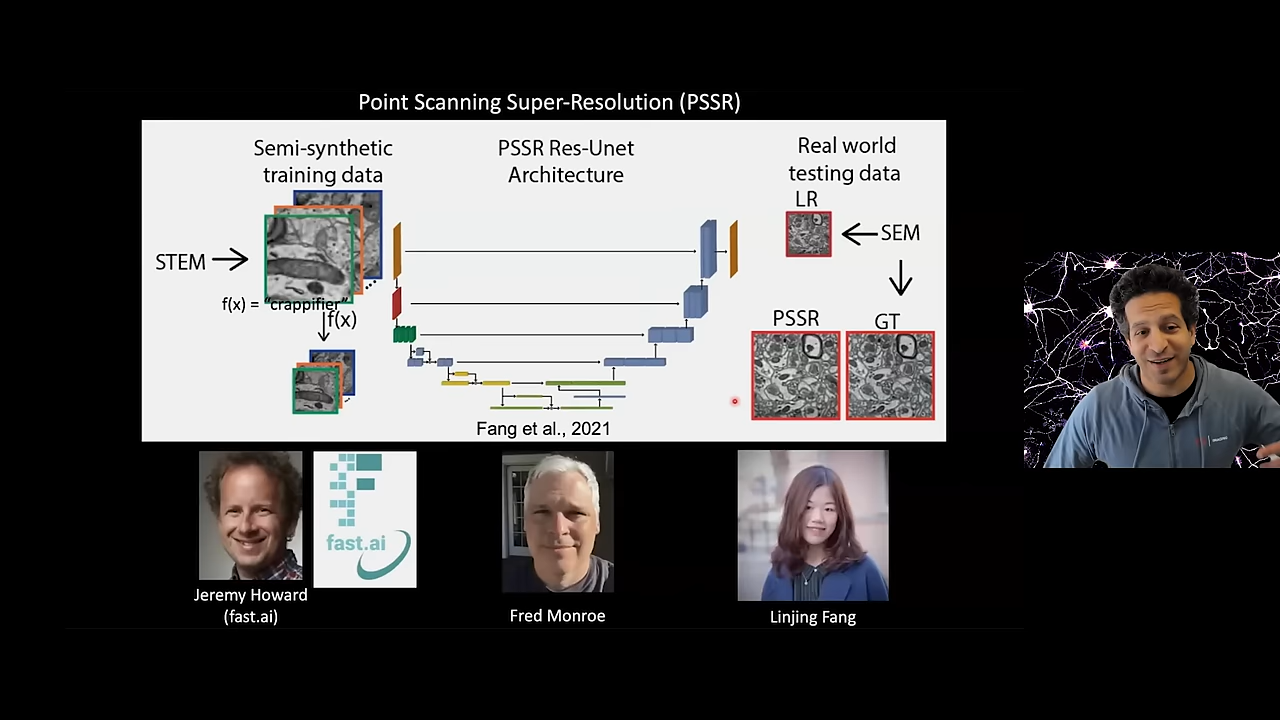 Point Scanning Super-Resolution (PSSR)
Semi-synthetic
training data
PSSR Res-Unet
Architecture
Real world
testing data
LR
SEM
STEM
f(x) = "crappifier"
f(x)
PSSR
GT
Fang et al., 2021
fast.ai
Jeremy Howard
(fast.ai)
Fred Monroe
Linjing Fang